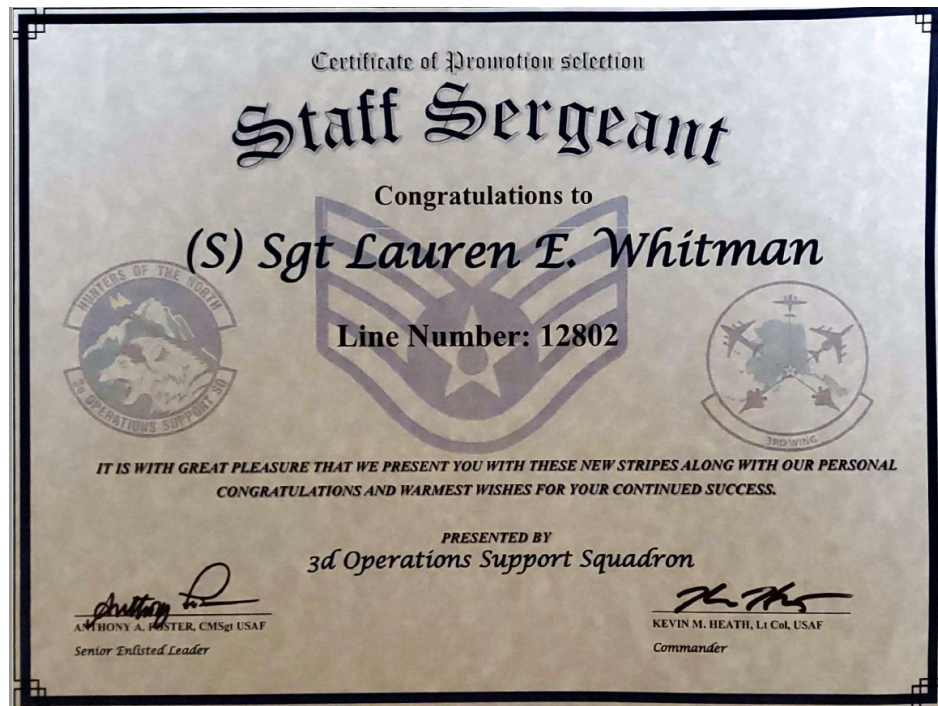 Certificate of Promotion selection
Staff Sergeant
Congratulations to
(S) Sgt Lauren E. Whitman
HUNTERS OF THE NORTH
Line Number: 12802
3d OPERATIONS SUPPORT SQ
3RD WING
IT IS WITH GREAT PLEASURE THAT WE PRESENT YOU WITH THESE NEW STRIPES ALONG WITH OUR PERSONAL
CONGRATULATIONS AND WARMEST WISHES FOR YOUR CONTINUED SUCCESS.
PRESENTED BY
3d Operations Support Squadron
ANTHONY A. FOSTER, CMSgt USAF
Senior Enlisted Leader
KEVIN M. HEATH, Lt Col, USAF
Commander